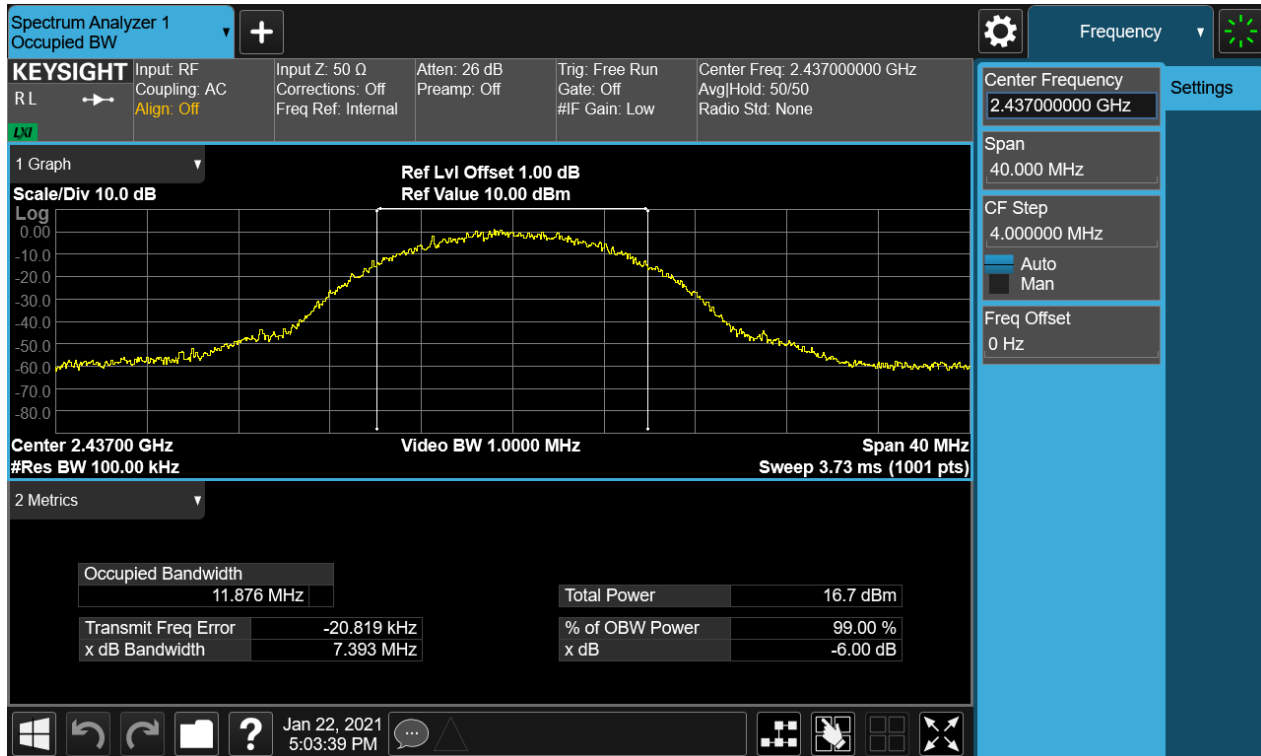 Spectrum Analyzer 1
Occupied BW
+
Frequency
KEYSIGHT
R L
LXI
Input: RF
Coupling: AC
Align: Off
Input Z: 50 Ω
Corrections: Off
Freq Ref: Internal
Atten: 26 dB
Preamp: Off
Trig: Free Run
Gate: Off
#IF Gain: Low
Center Freq: 2.437000000 GHz
Avg|Hold: 50/50
Radio Std: None
Center Frequency
2.437000000 GHz
Settings
Span
40.000 MHz
CF Step
4.000000 MHz
Auto
Man
Freq Offset
0 Hz
1 Graph
Scale/Div 10.0 dB
Ref Lvl Offset 1.00 dB
Ref Value 10.00 dBm
Log
0.00
-10.0
-20.0
-30.0
-40.0
-50.0
-60.0
-70.0
-80.0
Center 2.43700 GHz
Video BW 1.0000 MHz
Span 40 MHz
#Res BW 100.00 kHz
Sweep 3.73 ms (1001 pts)
2 Metrics
Occupied Bandwidth
11.876 MHz
Total Power 16.7 dBm
Transmit Freq Error -20.819 kHz
% of OBW Power 99.00 %
x dB Bandwidth 7.393 MHz
x dB -6.00 dB
?
Jan 22, 2021
5:03:39 PM